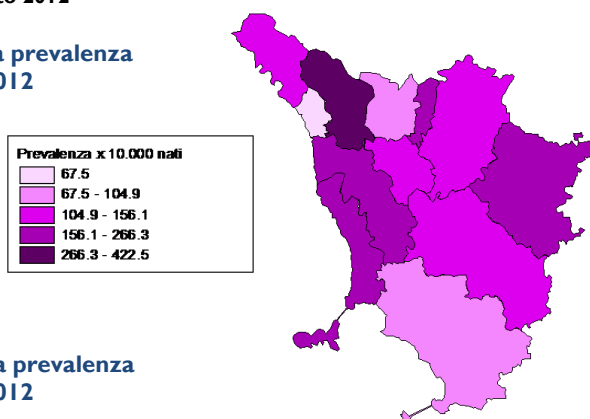 2012
a prevalenza
012
Prevalenza x 10.000 nati
67.5
67.5 - 104.9
104.9 - 156.1
156.1 - 266.3
266.3 - 422.5
a prevalenza
012